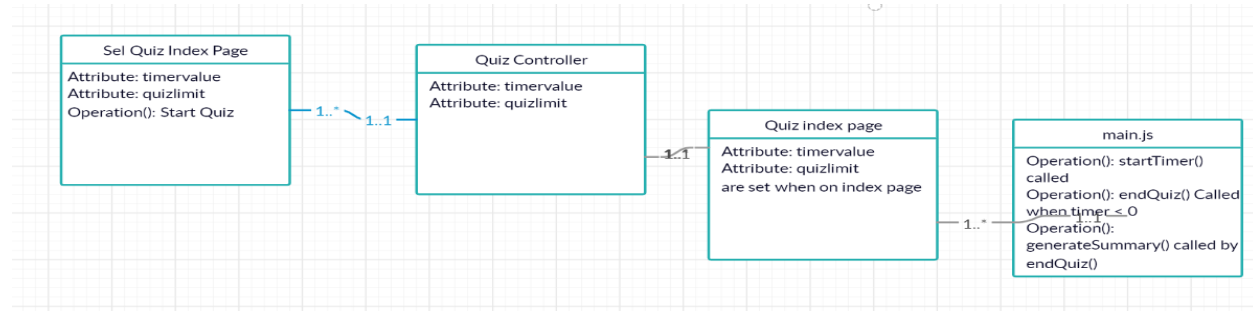 Sel Quiz Index Page
Attribute: timervalue
Attribute: quizlimit
Operation(): Start Quiz
1..*
1..1
Quiz Controller
Attribute: timervalue
Attribute: quizlimit
1..1
Quiz index page
Attribute: timervalue
Attribute: quizlimit
are set when on index page
1..*
1..1
main.js
Operation(): startTimer()
called
Operation(): endQuiz() Called
when timer < 0
Operation():
generateSummary() called by
endQuiz()